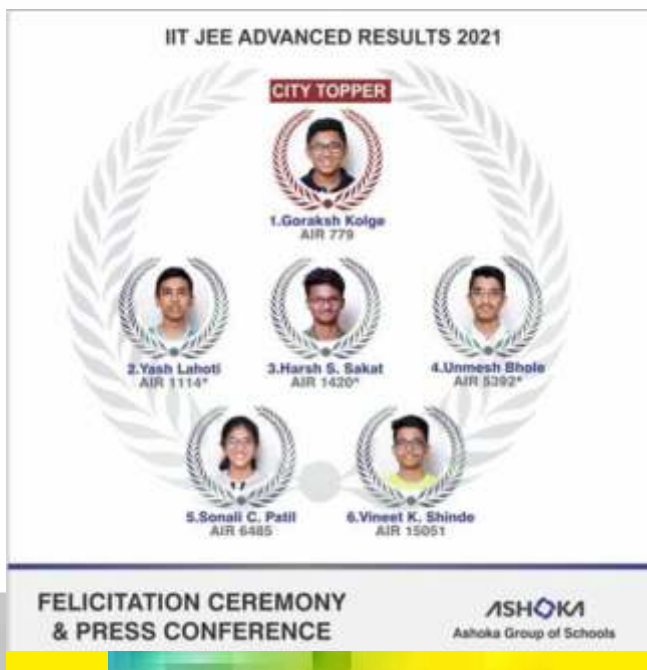 IIT JEE ADVANCED RESULTS 2021
CITY TOPPER
1.Goraksh Kolge
AIR 779
2.Yash Lahoti
AIR 1114*
3.Harsh S. Sakat
AIR 1420*
4.Unmesh Bhole
AIR 5392*
5.Sonali C. Patil
AIR 6485
6.Vineet K. Shinde
AIR 15051
FELICITATION CEREMONY
& PRESS CONFERENCE
ASHOKA
Ashoka Group of Schools